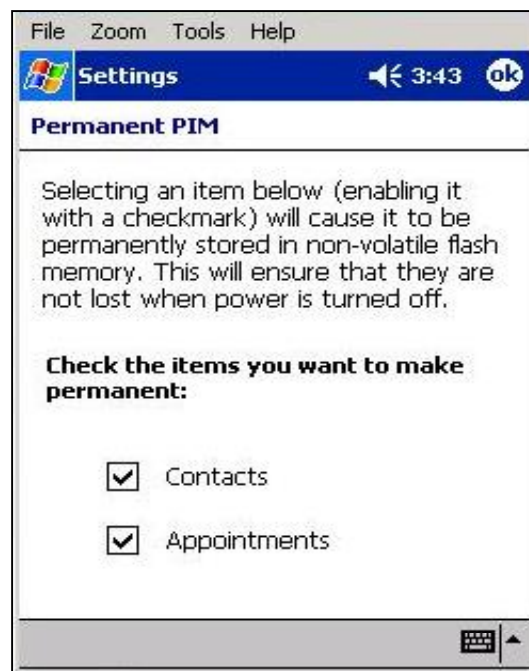 File Zoom Tools Help
Settings 3:43 ok
Permanent PIM
Selecting an item below (enabling it
with a checkmark) will cause it to be
permanently stored in non-volatile flash
memory. This will ensure that they are
not lost when power is turned off.
Check the items you want to make
permanent:
Contacts
Appointments